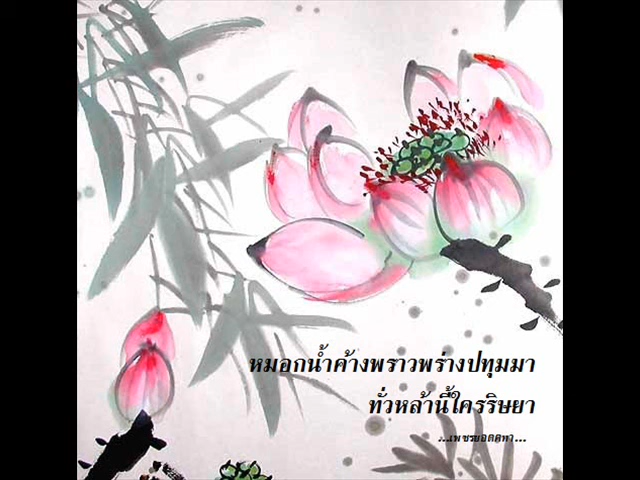 หมอกน้ำค้างพราวพร่างปทุมมา
ทั่วหล้านี้ใครริษยา